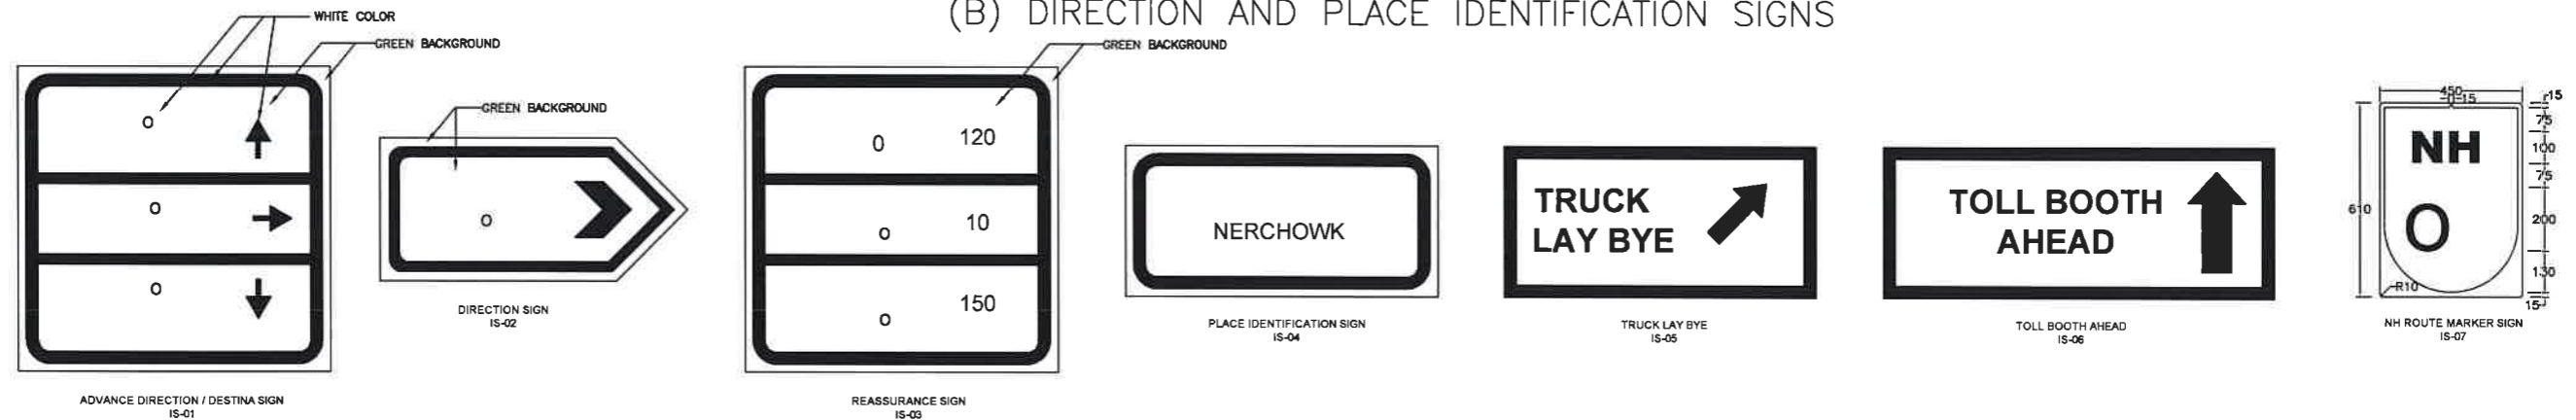 (B) DIRECTION AND PLACE IDENTIFICATION SIGNS
WHITE COLOR
GREEN BACKGROUND
O
O
O
ADVANCE DIRECTION / DESTINA SIGN
IS-01
GREEN BACKGROUND
O
DIRECTION SIGN
IS-02
GREEN BACKGROUND
0 120
O 10
O 150
REASSURANCE SIGN
IS-03
NERCHOWK
PLACE IDENTIFICATION SIGN
IS-04
TRUCK
LAY BYE
TRUCK LAY BYE
IS-05
TOLL BOOTH
AHEAD
TOLL BOOTH AHEAD
IS-06
450
15
15
75
NH
100
75
610
O
200
130
R10
15
NH ROUTE MARKER SIGN
IS-07